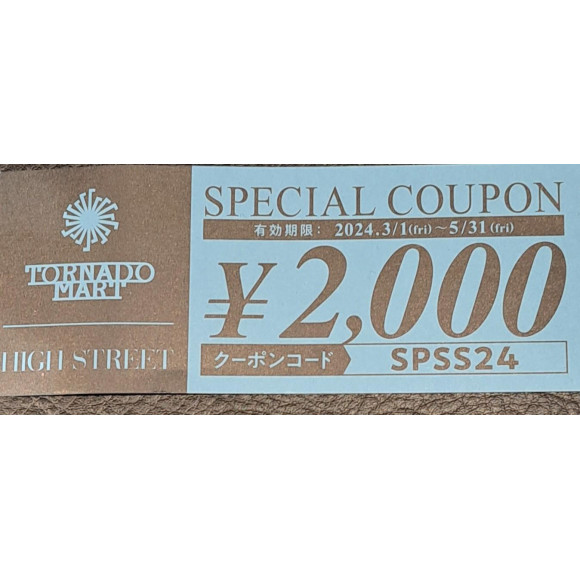 TORNADO
MART
HIGH STREET
SPECIAL COUPON
有効期限： 2024.3/1(fri)～5/31(fri)
¥2,000
クーポンコード SPSS24